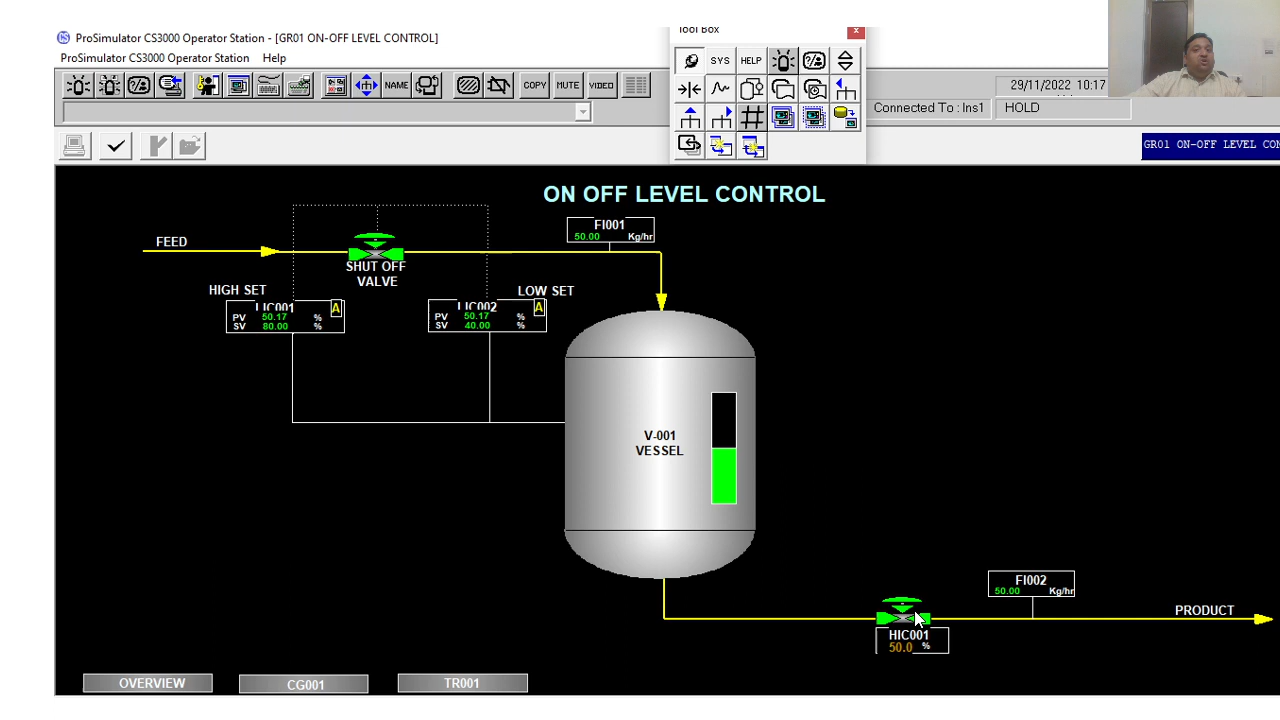 ProSimulator CS3000 Operator Station - [GR01 ON-OFF LEVEL CONTROL]
Tool Box
x
ProSimulator CS3000 Operator Station Help
SYS HELP
NAME COPY MUTE VIDEO
29/11/2022 10:17
Connected To : Ins1 HOLD
GR01 ON-OFF LEVEL CON
ON OFF LEVEL CONTROL
FEED
FI001
50.00 Kg/hr
SHUT OFF
VALVE
HIGH SET
LIC001 A
PV 50.17 %
SV 80.00 %
LOW SET
LIC002 A
PV 50.17 %
SV 40.00 %
V-001
VESSEL
FI002
50.00 Kg/hr
PRODUCT
HIC001
50.0 %
OVERVIEW CG001 TR001